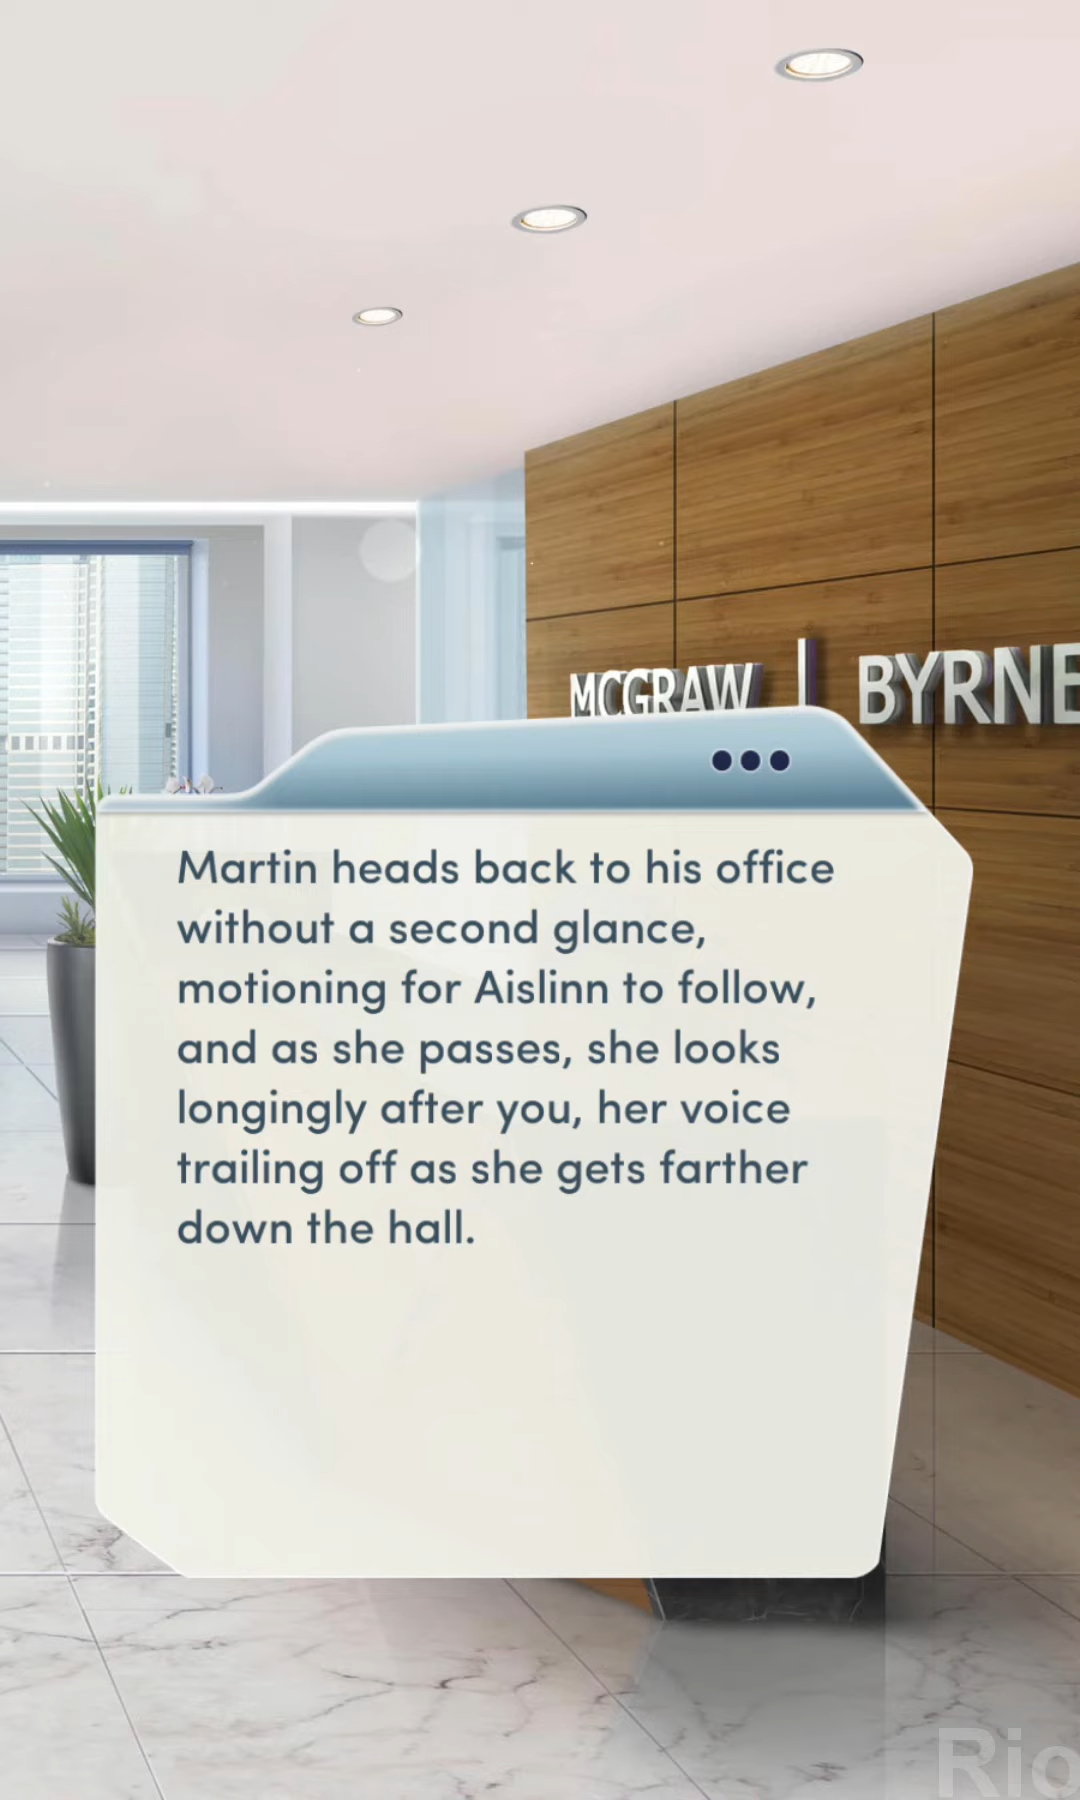 MCGRAW | BYRNE
Martin heads back to his office
without a second glance,
motioning for Aislinn to follow,
and as she passes, she looks
longingly after you, her voice
trailing off as she gets farther
down the hall.
Rio